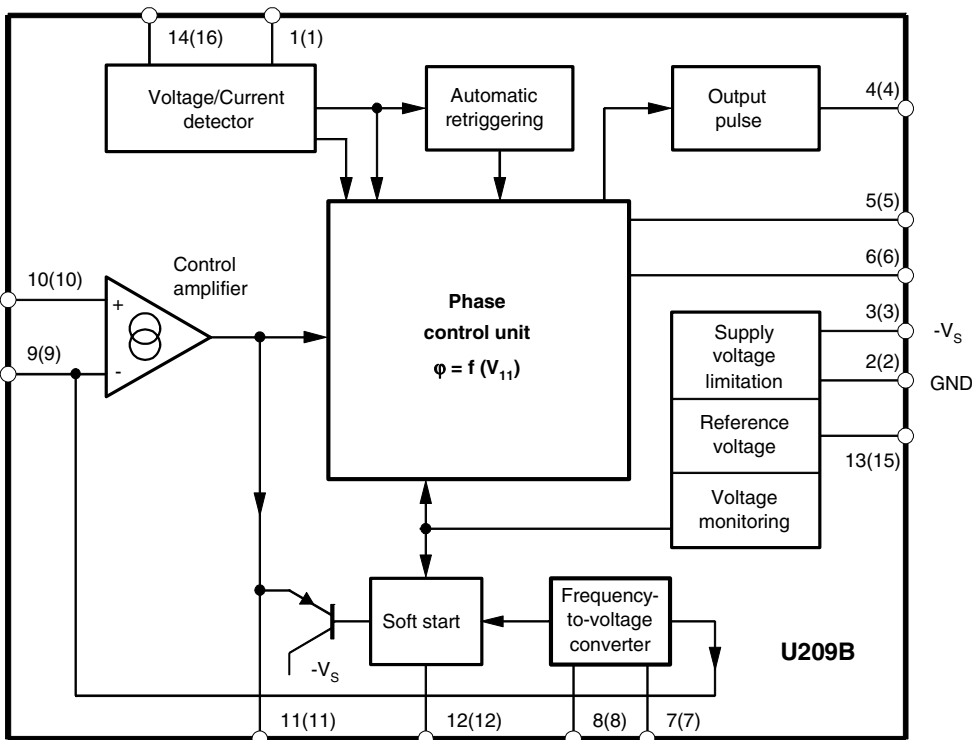 14(16)
1(1)
Voltage/Current
detector
Automatic
retriggering
Output
pulse
4(4)
5(5)
6(6)
10(10)
Control
amplifier
+
9(9)
-
Phase
control unit
φ = f (V11)
3(3)
-VS
Supply
voltage
limitation
2(2)
GND
Reference
voltage
13(15)
Voltage
monitoring
Soft start
-VS
Frequency-
to-voltage
converter
U209B
11(11)
12(12)
8(8)
7(7)